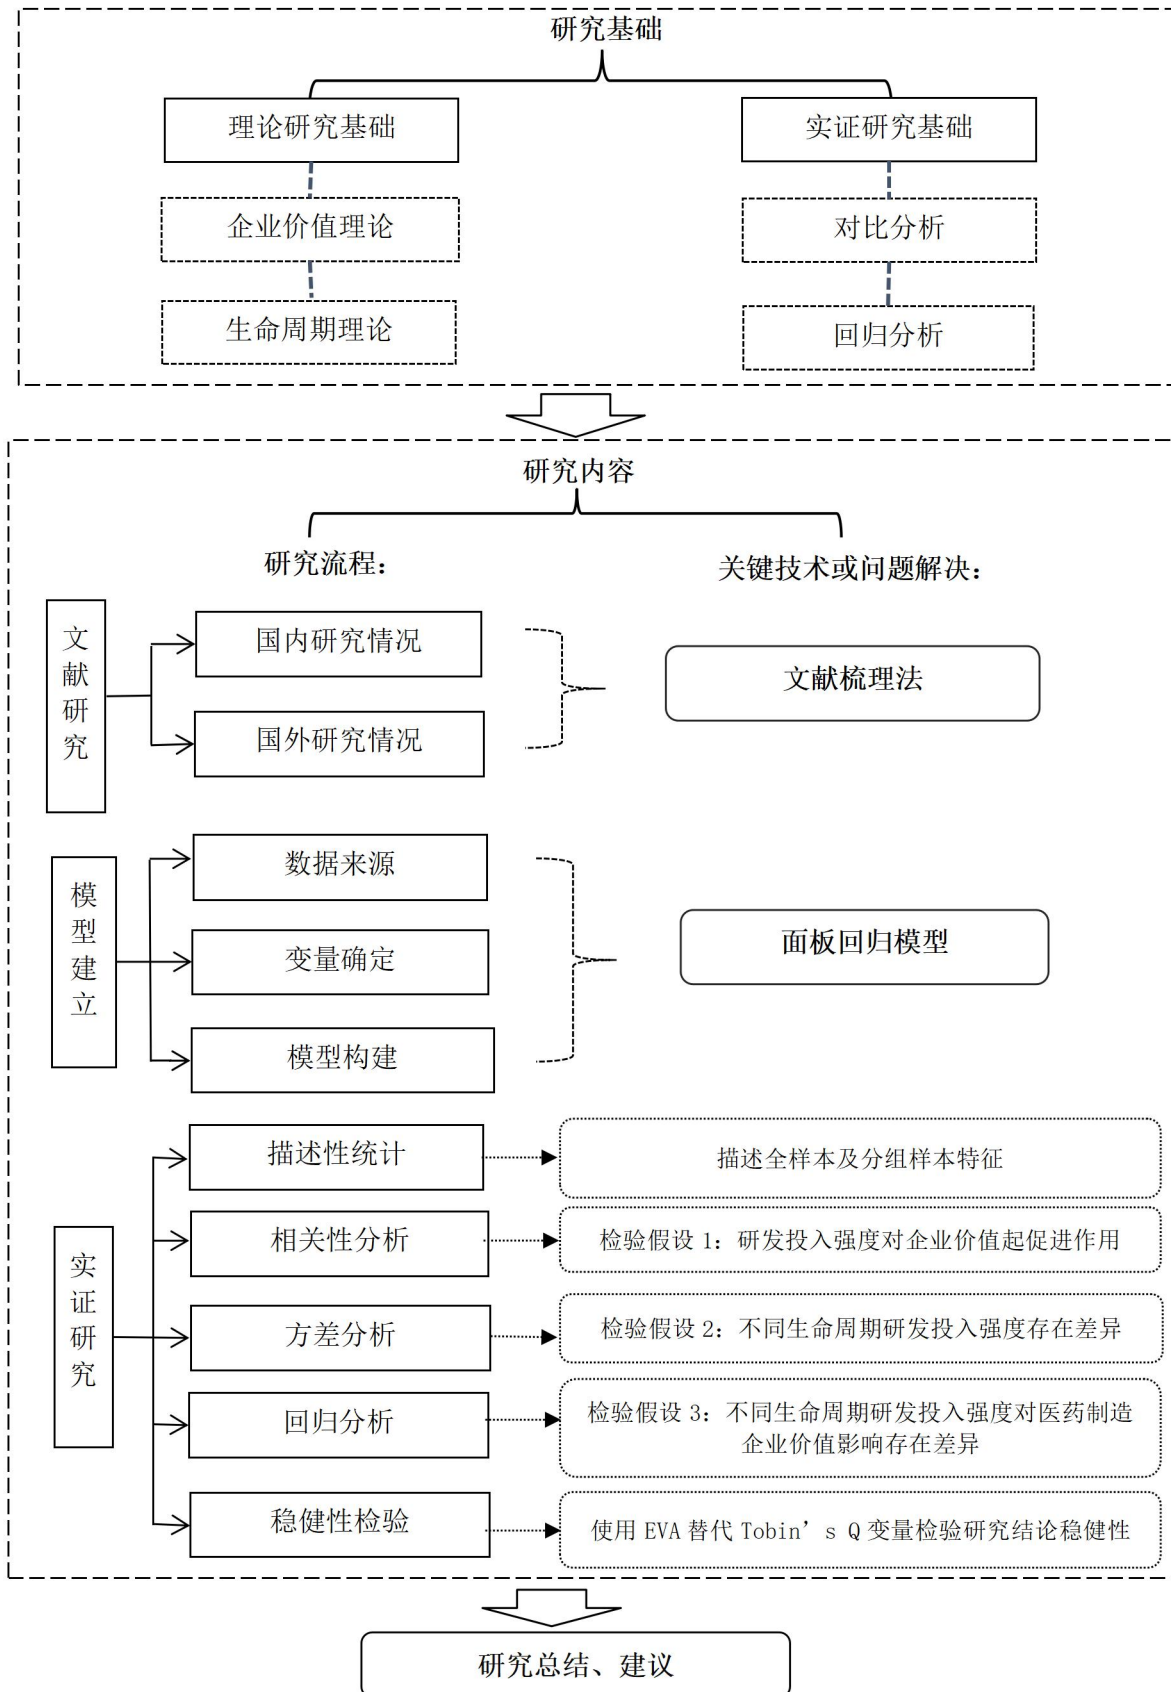 研究基础
理论研究基础
实证研究基础
企业价值理论
对比分析
生命周期理论
回归分析
研究内容
研究流程：
关键技术或问题解决：
文献研究
国内研究情况
国外研究情况
文献梳理法
模型建立
数据来源
变量确定
模型构建
面板回归模型
实证研究
描述性统计
描述全样本及分组样本特征
相关性分析
检验假设 1：研发投入强度对企业价值起促进作用
方差分析
检验假设 2：不同生命周期研发投入强度存在差异
回归分析
检验假设 3：不同生命周期研发投入强度对医药制造
企业价值影响存在差异
稳健性检验
使用 EVA 替代 Tobin’s Q 变量检验研究结论稳健性
研究总结、建议